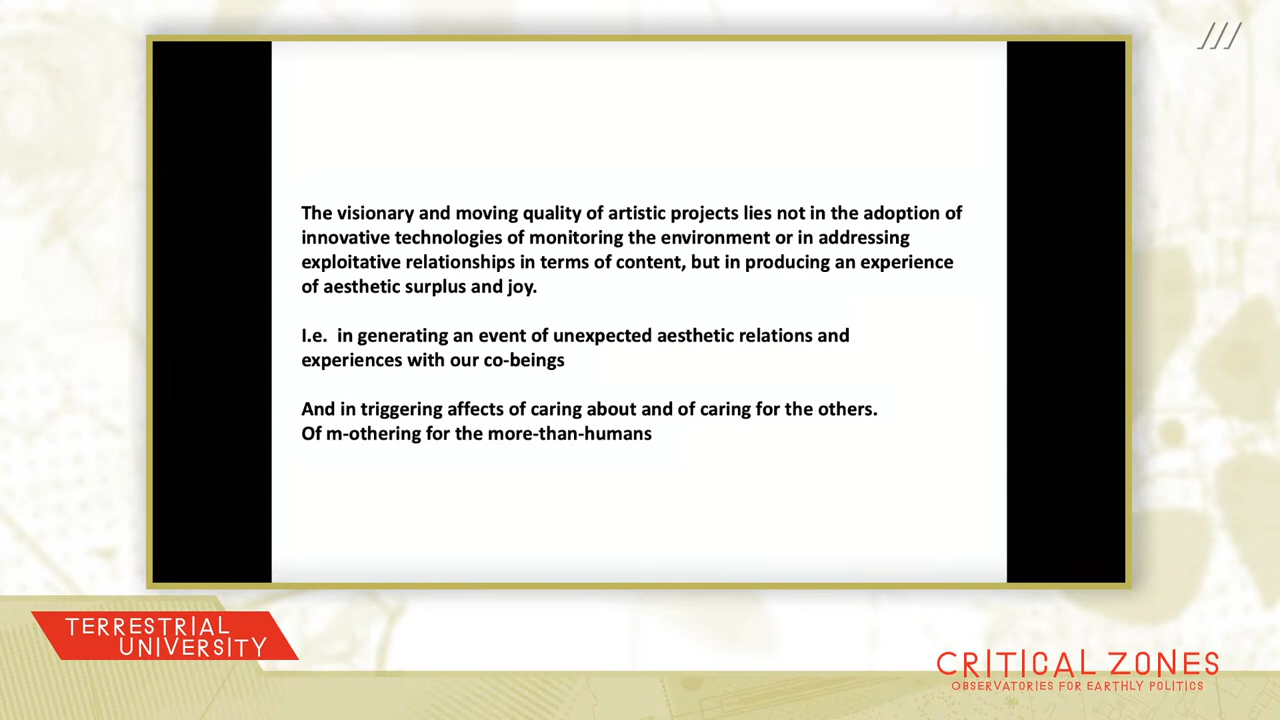 ///
The visionary and moving quality of artistic projects lies not in the adoption of
innovative technologies of monitoring the environment or in addressing
exploitative relationships in terms of content, but in producing an experience
of aesthetic surplus and joy.
I.e.  in generating an event of unexpected aesthetic relations and
experiences with our co-beings
And in triggering affects of caring about and of caring for the others.
Of m-othering for the more-than-humans
TERRESTRIAL
UNIVERSITY
CRITICAL ZONES
OBSERVATORIES FOR EARTHLY POLITICS